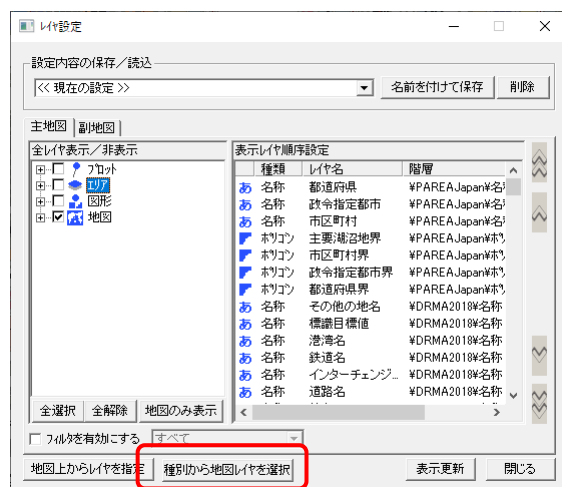 レイヤ設定
設定内容の保存／読込
<< 現在の設定 >>
名前を付けて保存
削除
主地図
副地図
全レイヤ表示／非表示
プロット
エリア
図形
地図
全選択
全解除
地図のみ表示
表示レイヤ順序設定
種類 レイヤ名 階層
あ 名称 都道府県 ¥PAREAJapan¥名称
あ 名称 政令指定都市 ¥PAREAJapan¥名称
あ 名称 市区町村 ¥PAREAJapan¥名称
ポリゴン 主要湖沼地界 ¥PAREAJapan¥ポリ
ポリゴン 市区町村界 ¥PAREAJapan¥ポリ
ポリゴン 政令指定都市界 ¥PAREAJapan¥ポリ
ポリゴン 都道府県界 ¥PAREAJapan¥ポリ
あ 名称 その他の地名 ¥DRMA2018¥名称
あ 名称 標識目標値 ¥DRMA2018¥名称
あ 名称 港湾名 ¥DRMA2018¥名称
あ 名称 鉄道名 ¥DRMA2018¥名称
あ 名称 インターチェンジ... ¥DRMA2018¥名称
あ 名称 道路名 ¥DRMA2018¥名称
フィルタを有効にする
すべて
地図上からレイヤを指定
種別から地図レイヤを選択
表示更新
閉じる